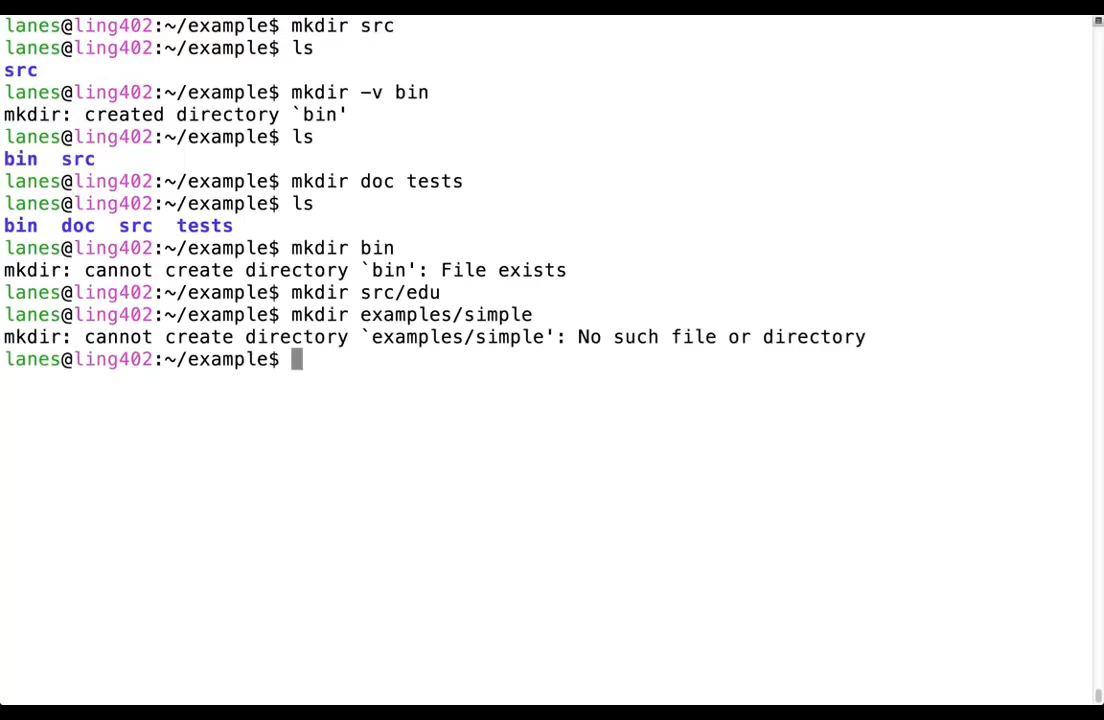 lanes@ling402:~/example$ mkdir src
lanes@ling402:~/example$ ls
src
lanes@ling402:~/example$ mkdir -v bin
mkdir: created directory `bin'
lanes@ling402:~/example$ ls
bin  src
lanes@ling402:~/example$ mkdir doc tests
lanes@ling402:~/example$ ls
bin  doc  src  tests
lanes@ling402:~/example$ mkdir bin
mkdir: cannot create directory `bin': File exists
lanes@ling402:~/example$ mkdir src/edu
lanes@ling402:~/example$ mkdir examples/simple
mkdir: cannot create directory `examples/simple': No such file or directory
lanes@ling402:~/example$